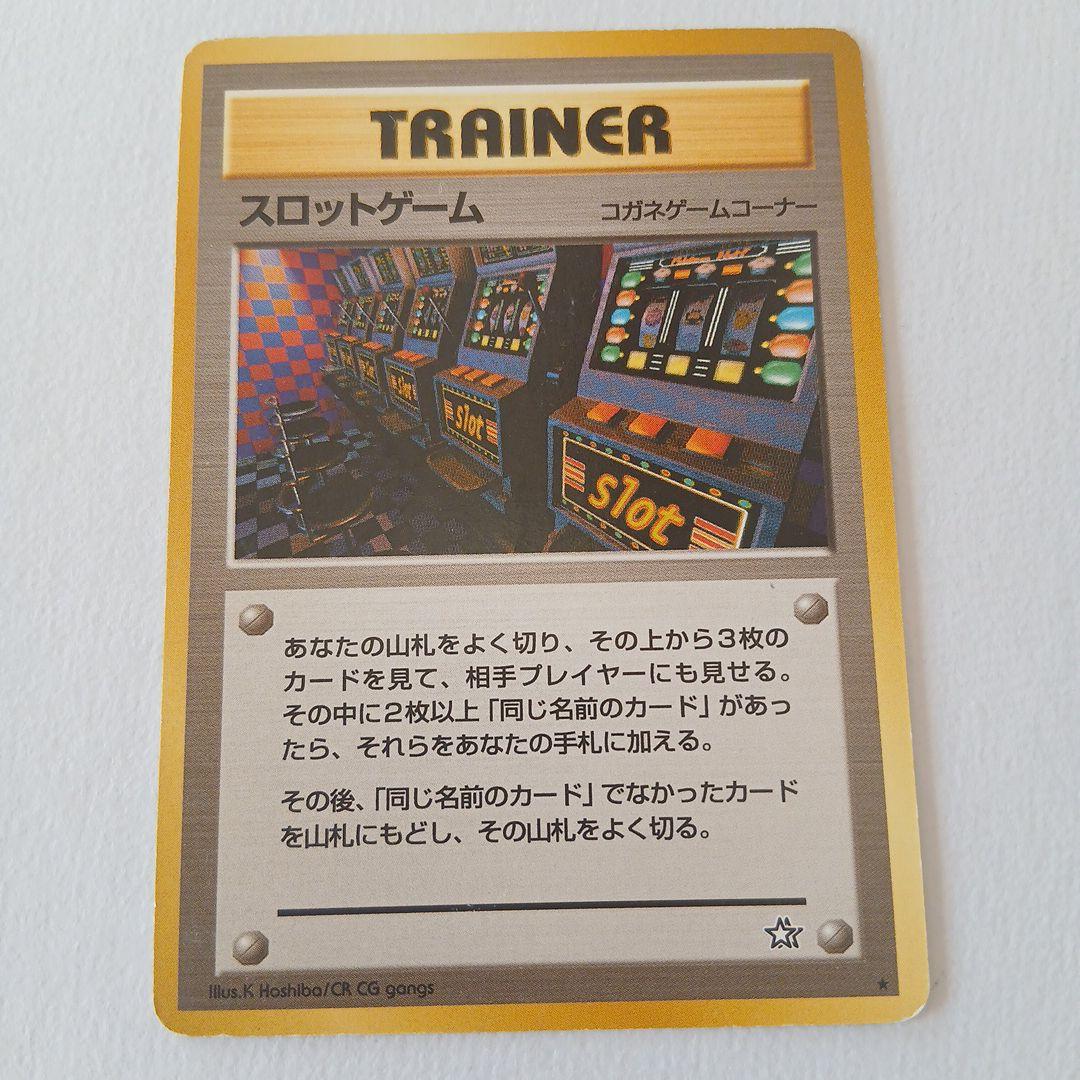 TRAINER
スロットゲーム
コガネゲームコーナー
slot
slot
slot
あなたの山札をよく切り、その上から3枚の
カードを見て、相手プレイヤーにも見せる。
その中に2枚以上「同じ名前のカード」があっ
たら、それらをあなたの手札に加える。
その後、「同じ名前のカード」でなかったカード
を山札にもどし、その山札をよく切る。
Illus.K Hoshiba/CR CG gangs